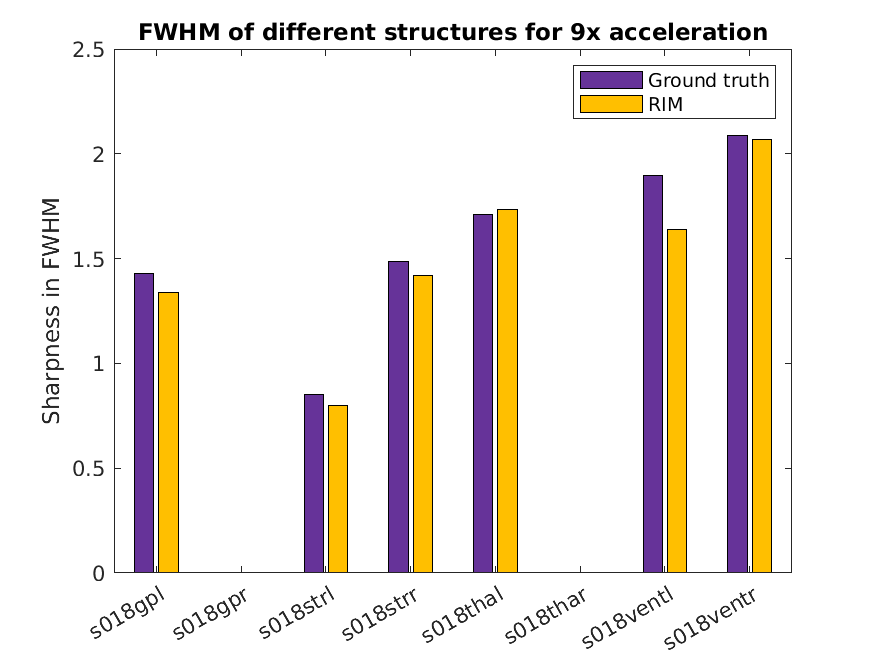 FWHM of different structures for 9x acceleration
2.5
2
1.5
1
0.5
0
Sharpness in FWHM
Ground truth
RIM
s018gpl
s018gpr
s018strl
s018strr
s018thal
s018thar
s018ventl
s018ventr